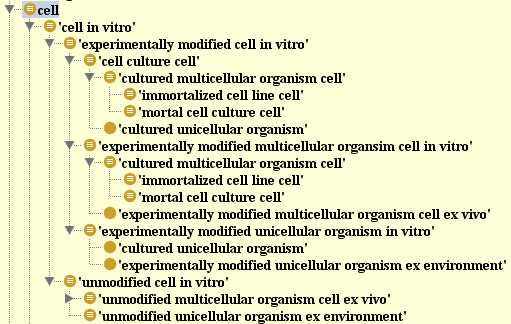 cell
'cell in vitro'
'experimentally modified cell in vitro'
'cell culture cell'
'cultured multicellular organism cell'
'immortalized cell line cell'
'mortal cell culture cell'
'cultured unicellular organism'
'experimentally modified multicellular organsim cell in vitro'
'cultured multicellular organism cell'
'immortalized cell line cell'
'mortal cell culture cell'
'experimentally modified multicellular organism cell ex vivo'
'experimentally modified unicellular organism in vitro'
'cultured unicellular organism'
'experimentally modified unicellular organism ex environment'
'unmodified cell in vitro'
'unmodified multicellular organism cell ex vivo'
'unmodified unicellular organism ex environment'